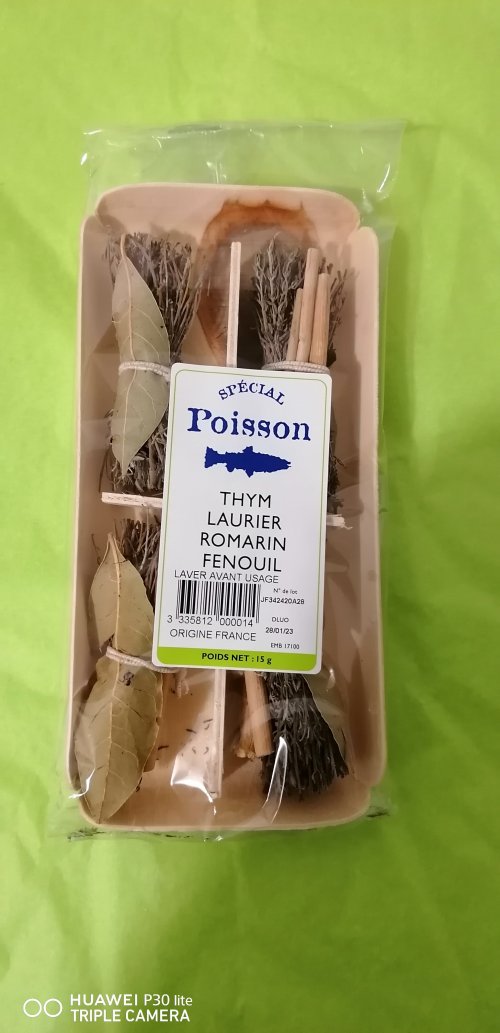 SPÉCIAL
Poisson
THYM
LAURIER
ROMARIN
FENOUIL
LAVER AVANT USAGE
N° de lot
JF342420A28
3 335812 000014
DLUO
28/01/23
ORIGINE FRANCE
EMB 17100
POIDS NET : 15 g
HUAWEI P30 lite
TRIPLE CAMERA